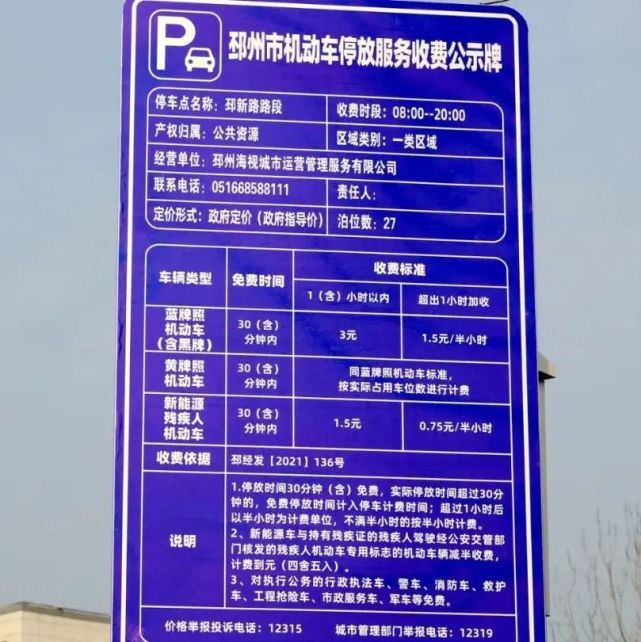 P
邳州市机动车停放服务收费公示牌
停车点名称：邳新路路段
收费时段：08:00--20:00
产权归属：公共资源
区域类别：一类区域
经营单位：邳州海视城市运营管理服务有限公司
联系电话：051668588111
责任人：
定价形式：政府定价（政府指导价）
泊位数：27
车辆类型
免费时间
收费标准
1（含）小时以内
超出1小时加收
蓝牌照
机动车
（含黑牌）
30（含）
分钟内
3元
1.5元/半小时
黄牌照
机动车
30（含）
分钟内
同蓝牌照机动车标准，
按实际占用车位数进行计费
新能源
残疾人
机动车
30（含）
分钟内
1.5元
0.75元/半小时
收费依据
邳经发【2021】136号
说明
1.停放时间30分钟（含）免费，实际停放时间超过30分
钟的，免费停放时间计入停车计费时间；超过1小时后
以半小时为计费单位，不满半小时的按半小时计费。
2、新能源车与持有残疾证的残疾人驾驶经公安交管部
门核发的残疾人机动车专用标志的机动车辆减半收费，
计费到元（四舍五入）。
3、对执行公务的行政执法车、警车、消防车、救护
车、工程抢险车、市政服务车、军车等免费。
价格举报投诉电话：12315
城市管理部门举报电话：12319